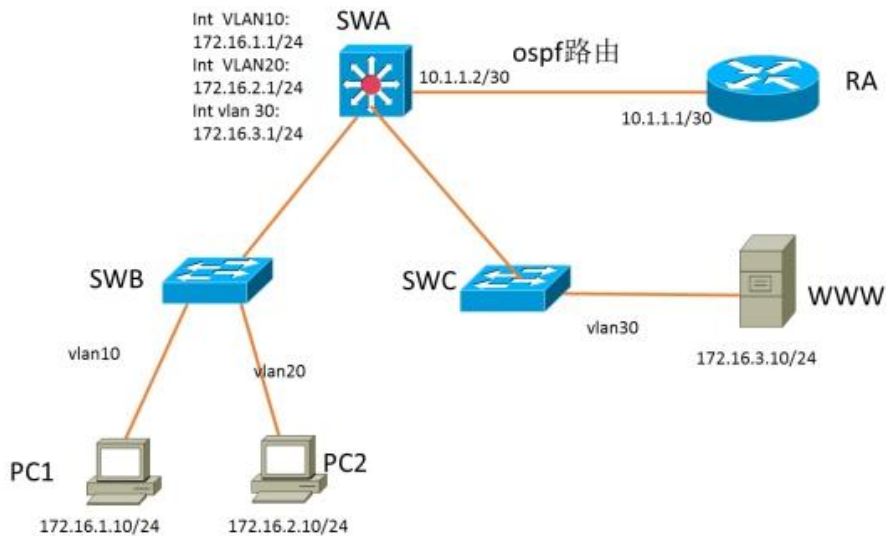 Int VLAN10:
172.16.1.1/24
Int VLAN20:
172.16.2.1/24
Int vlan 30:
172.16.3.1/24
SWA
ospf路由
10.1.1.2/30
RA
10.1.1.1/30
SWB
SWC
WWW
vlan30
172.16.3.10/24
vlan10
vlan20
PC1
PC2
172.16.1.10/24
172.16.2.10/24